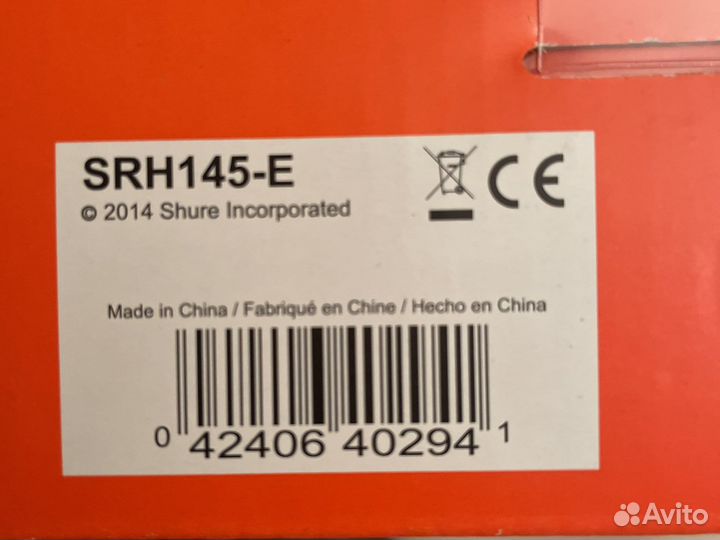 SRH145-E
© 2014 Shure Incorporated
CE
Made in China / Fabriqué en Chine / Hecho en China
0 42406 40294 1
Avito